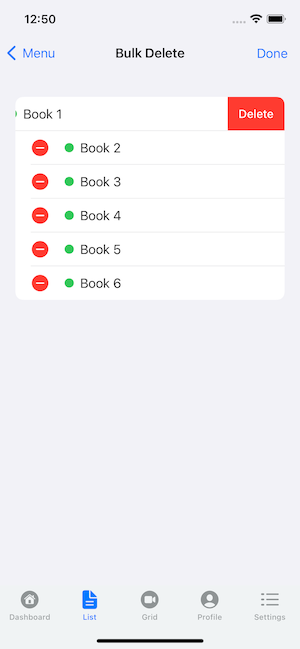 12:50
Menu
Bulk Delete
Done
Book 1
Delete
Book 2
Book 3
Book 4
Book 5
Book 6
Dashboard
List
Grid
Profile
Settings